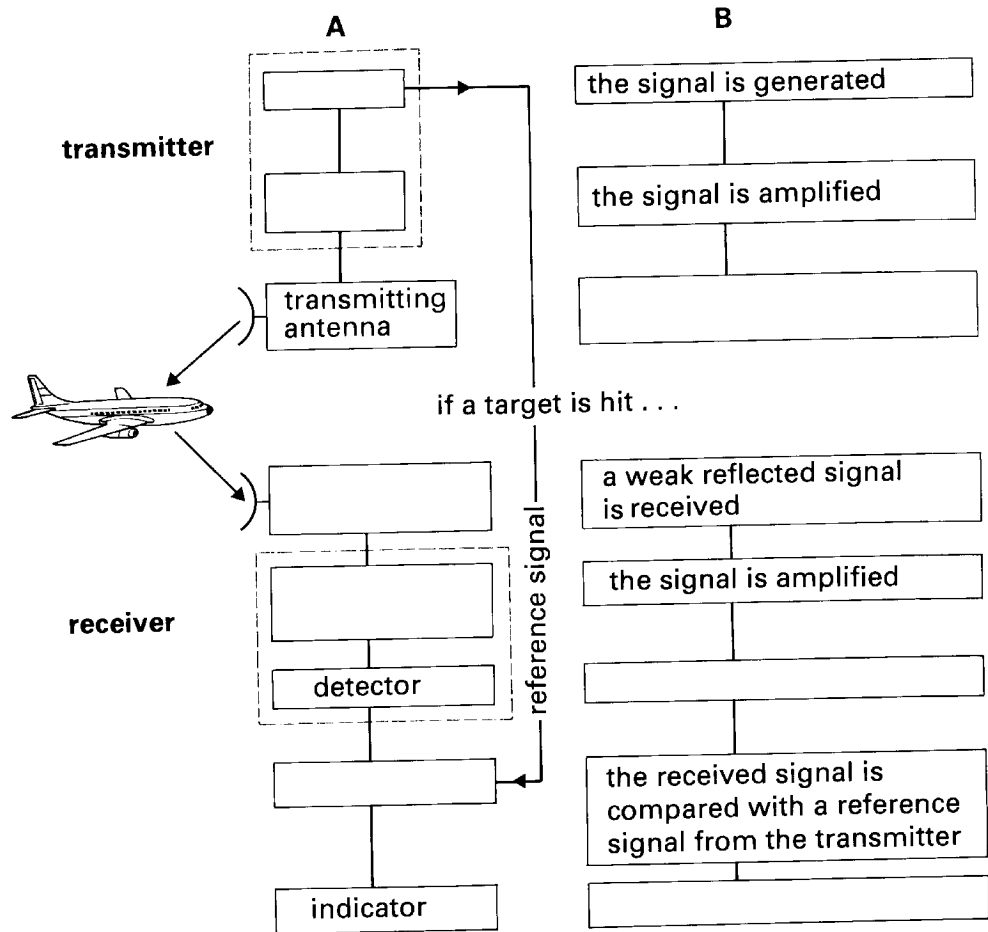 A
B
transmitter
the signal is generated
the signal is amplified
transmitting
antenna
if a target is hit . . .
reference signal
a weak reflected signal
is received
the signal is amplified
receiver
detector
the received signal is
compared with a reference
signal from the transmitter
indicator